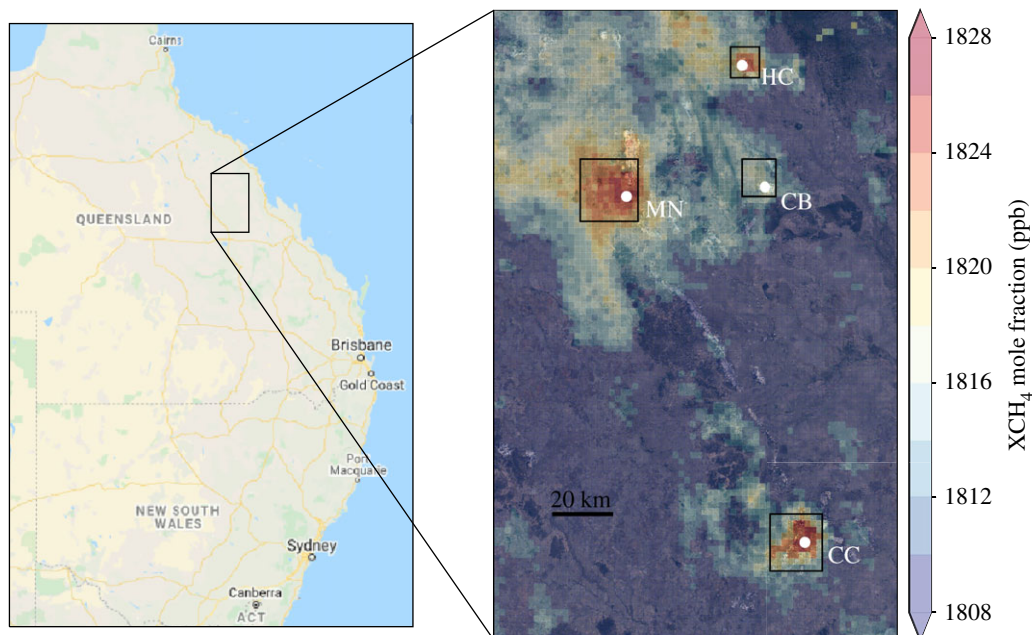 Cairns
QUEENSLAND
Brisbane
Gold Coast
Port
Macquarie
NEW SOUTH
WALES
Sydney
Canberra
ACT
HC
MN
CB
20 km
CC
1828
1824
1820
1816
1812
1808
XCH₄ mole fraction (ppb)